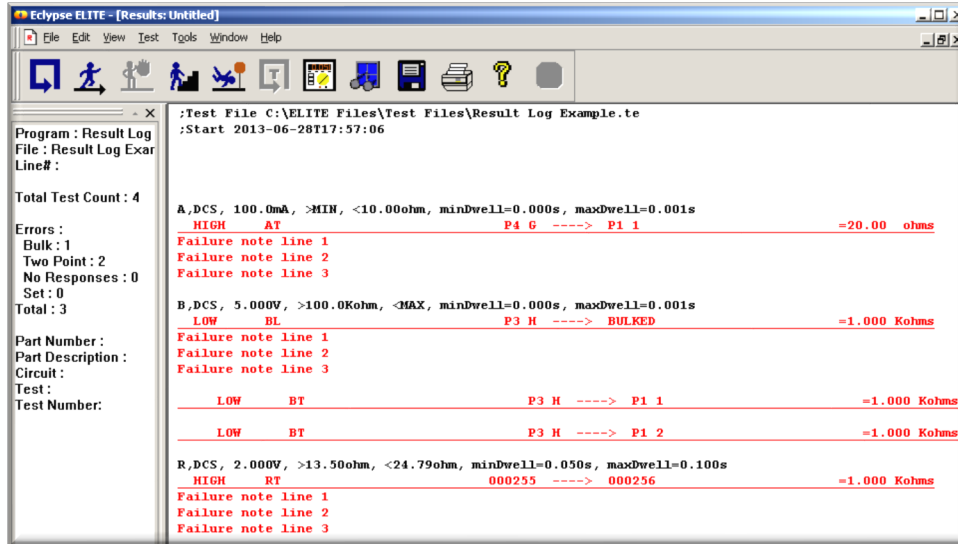 Eclypse ELITE - [Results: Untitled]
File Edit View Test Tools Window Help
Program : Result Log
File : Result Log Exar
Line# :
Total Test Count : 4
Errors :
Bulk : 1
Two Point : 2
No Responses : 0
Set : 0
Total : 3
Part Number :
Part Description :
Circuit :
Test :
Test Number:
;Test File C:\ELITE Files\Test Files\Result Log Example.te
;Start 2013-06-28T17:57:06
A,DCS, 100.0mA, >MIN, <10.00ohm, minDwell=0.000s, maxDwell=0.001s
HIGH AT P4 G ----> P1 1 =20.00 ohms
Failure note line 1
Failure note line 2
Failure note line 3
B,DCS, 5.000V, >100.0Kohm, <MAX, minDwell=0.000s, maxDwell=0.001s
LOW BL P3 H ----> BULKED =1.000 Kohms
Failure note line 1
Failure note line 2
Failure note line 3
LOW BT P3 H ----> P1 1 =1.000 Kohms
LOW BT P3 H ----> P1 2 =1.000 Kohms
R,DCS, 2.000V, >13.50ohm, <24.79ohm, minDwell=0.050s, maxDwell=0.100s
HIGH RT 000255 ----> 000256 =1.000 Kohms
Failure note line 1
Failure note line 2
Failure note line 3